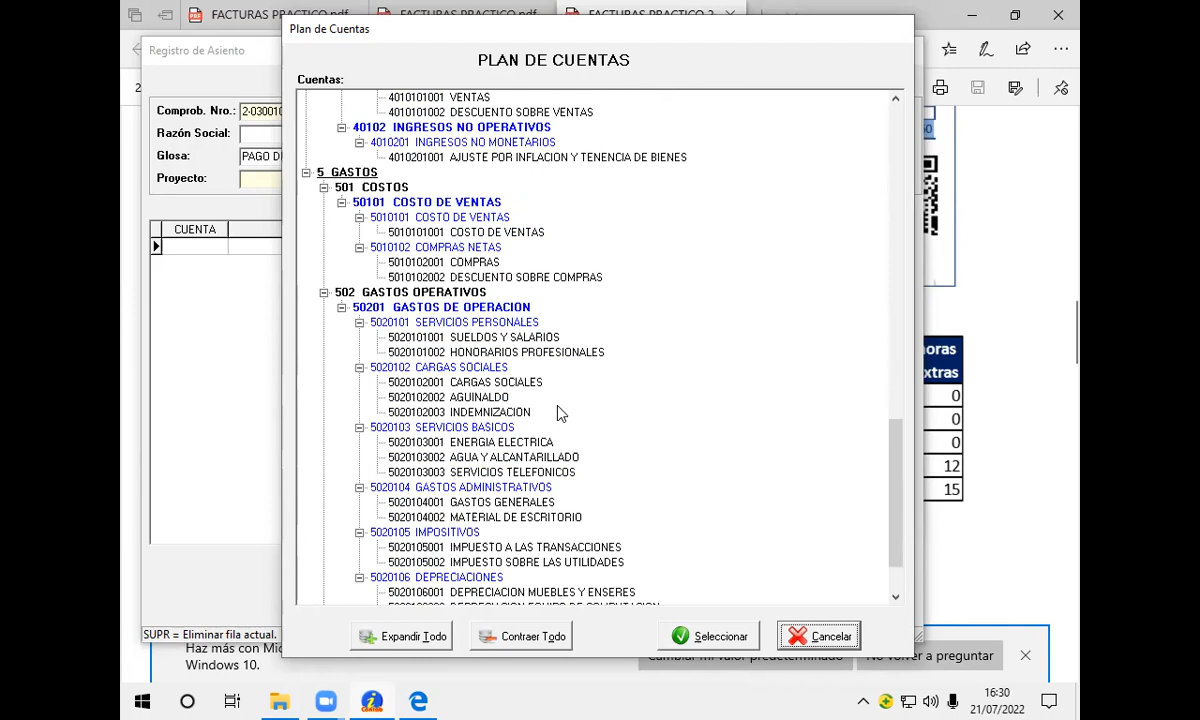 FACTURAS PRACTICO.pdf
FACTURAS PRACTICO.pdf
FACTURAS PRACTICO 2
Registro de Asiento
Comprob. Nro.: 2-03001
Razón Social:
Glosa: PAGO D
Proyecto:
CUENTA
SUPR = Eliminar fila actual.
Plan de Cuentas
PLAN DE CUENTAS
Cuentas:
4010101001 VENTAS
4010101002 DESCUENTO SOBRE VENTAS
40102 INGRESOS NO OPERATIVOS
4010201 INGRESOS NO MONETARIOS
4010201001 AJUSTE POR INFLACION Y TENENCIA DE BIENES
5 GASTOS
501 COSTOS
50101 COSTO DE VENTAS
5010101 COSTO DE VENTAS
5010101001 COSTO DE VENTAS
5010102 COMPRAS NETAS
5010102001 COMPRAS
5010102002 DESCUENTO SOBRE COMPRAS
502 GASTOS OPERATIVOS
50201 GASTOS DE OPERACION
5020101 SERVICIOS PERSONALES
5020101001 SUELDOS Y SALARIOS
5020101002 HONORARIOS PROFESIONALES
5020102 CARGAS SOCIALES
5020102001 CARGAS SOCIALES
5020102002 AGUINALDO
5020102003 INDEMNIZACION
5020103 SERVICIOS BASICOS
5020103001 ENERGIA ELECTRICA
5020103002 AGUA Y ALCANTARILLADO
5020103003 SERVICIOS TELEFONICOS
5020104 GASTOS ADMINISTRATIVOS
5020104001 GASTOS GENERALES
5020104002 MATERIAL DE ESCRITORIO
5020105 IMPOSITIVOS
5020105001 IMPUESTO A LAS TRANSACCIONES
5020105002 IMPUESTO SOBRE LAS UTILIDADES
5020106 DEPRECIACIONES
5020106001 DEPRECIACION MUEBLES Y ENSERES
Expandir Todo
Contraer Todo
Seleccionar
Cancelar
oras
xtras
0
0
0
12
15
Haz más con Mic
Windows 10.
Cambiar mi valor predeterminado
No volver a preguntar
16:30
21/07/2022